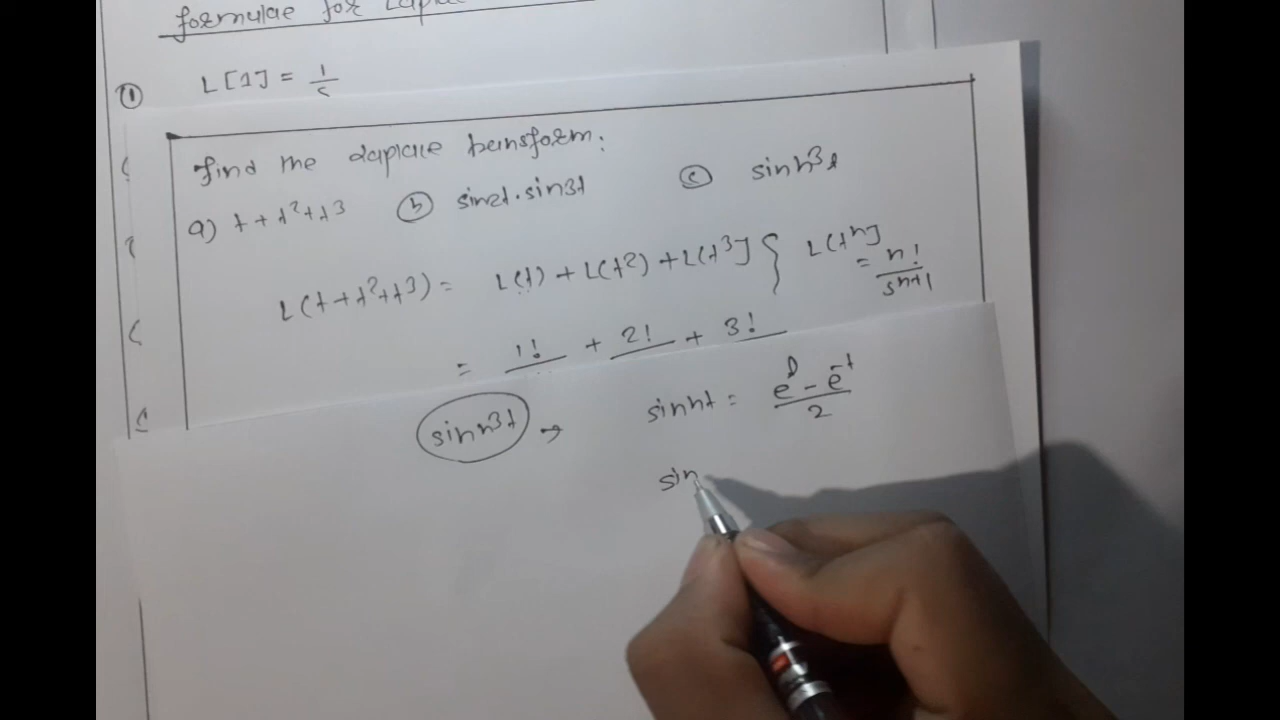 formulae for
① L[1] = 1/s
find the Laplace transform:
a) t + t² + t³ ⓑ sin2t · sin3t ⓒ sinh³t
L(t + t² + t³) = L(t) + L(t²) + L(t³] } L(tⁿ] = n!/sⁿ⁺¹
= 1! + 2! + 3!
sinh³t → sinht = (eᵗ - e⁻ᵗ)/2
sin